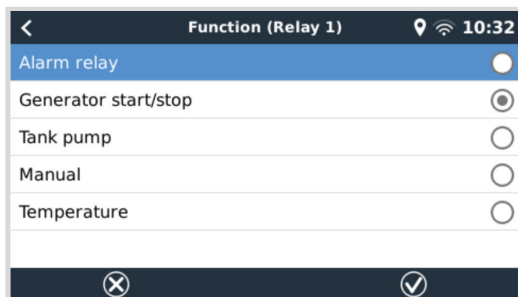 Function (Relay 1) 10:32
Alarm relay
Generator start/stop
Tank pump
Manual
Temperature